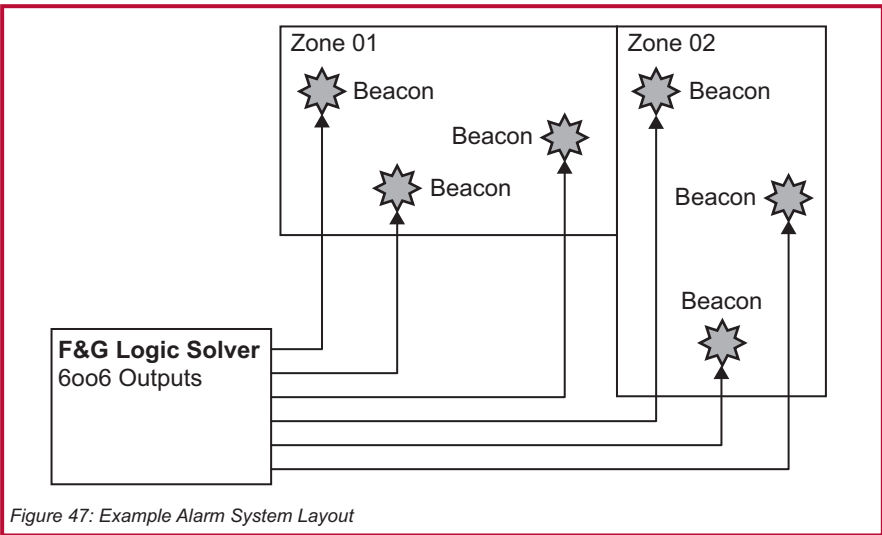 Zone 01
Zone 02
Beacon
Beacon
Beacon
Beacon
Beacon
Beacon
F&G Logic Solver
6oo6 Outputs
Figure 47: Example Alarm System Layout